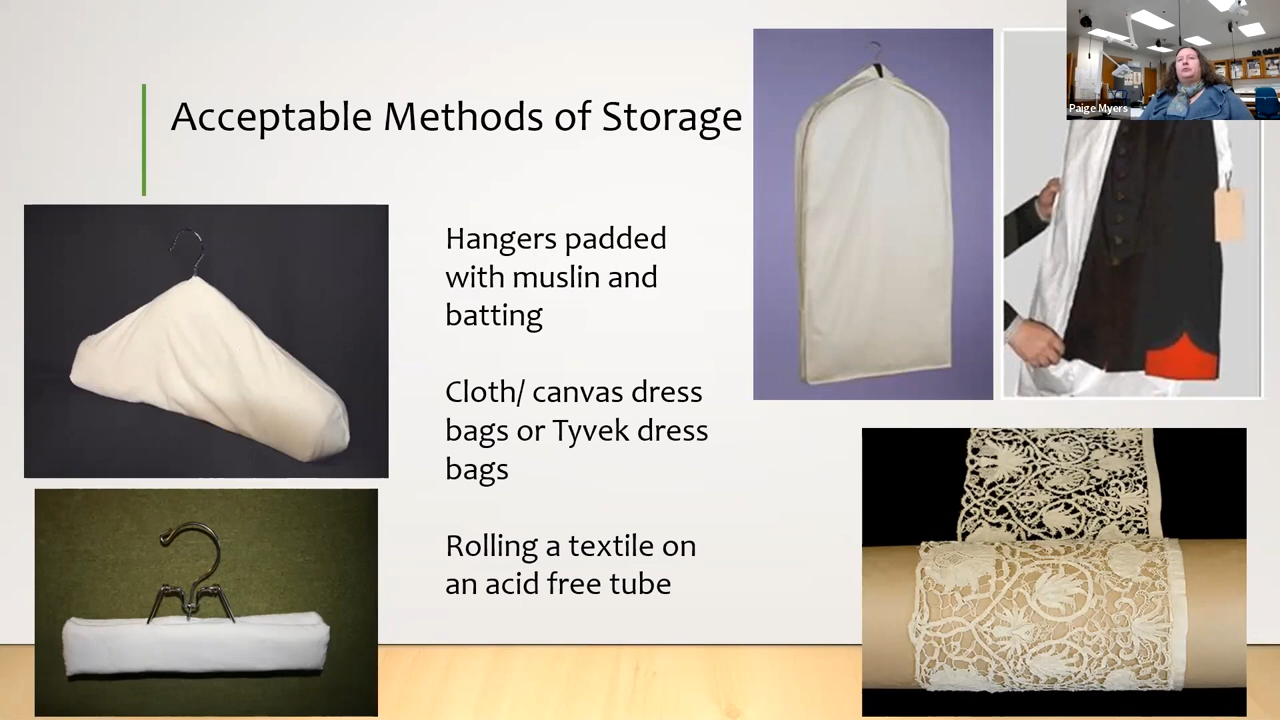 Acceptable Methods of Storage
Paige Myers
Hangers padded
with muslin and
batting
Cloth/ canvas dress
bags or Tyvek dress
bags
Rolling a textile on
an acid free tube